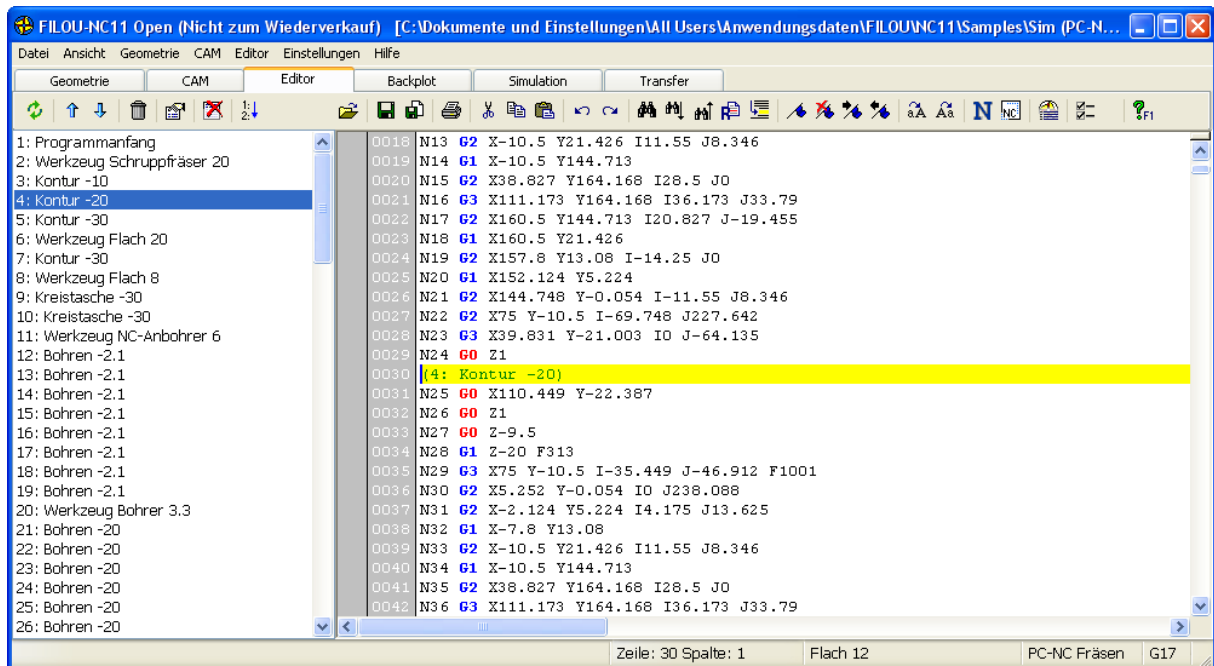 FILOU-NC11 Open (Nicht zum Wiederverkauf) [C:\Dokumente und Einstellungen\All Users\Anwendungsdaten\FILOU\NC11\Samples\Sim (PC-N...
Datei Ansicht Geometrie CAM Editor Einstellungen Hilfe
Geometrie CAM Editor Backplot Simulation Transfer
1: Programmanfang
2: Werkzeug Schruppfräser 20
3: Kontur -10
4: Kontur -20
5: Kontur -30
6: Werkzeug Flach 20
7: Kontur -30
8: Werkzeug Flach 8
9: Kreistasche -30
10: Kreistasche -30
11: Werkzeug NC-Anbohrer 6
12: Bohren -2.1
13: Bohren -2.1
14: Bohren -2.1
15: Bohren -2.1
16: Bohren -2.1
17: Bohren -2.1
18: Bohren -2.1
19: Bohren -2.1
20: Werkzeug Bohrer 3.3
21: Bohren -20
22: Bohren -20
23: Bohren -20
24: Bohren -20
25: Bohren -20
26: Bohren -20
0018 N13 G2 X-10.5 Y21.426 I11.55 J8.346
0019 N14 G1 X-10.5 Y144.713
0020 N15 G2 X38.827 Y164.168 I28.5 J0
0021 N16 G3 X111.173 Y164.168 I36.173 J33.79
0022 N17 G2 X160.5 Y144.713 I20.827 J-19.455
0023 N18 G1 X160.5 Y21.426
0024 N19 G2 X157.8 Y13.08 I-14.25 J0
0025 N20 G1 X152.124 Y5.224
0026 N21 G2 X144.748 Y-0.054 I-11.55 J8.346
0027 N22 G2 X75 Y-10.5 I-69.748 J227.642
0028 N23 G3 X39.831 Y-21.003 I0 J-64.135
0029 N24 G0 Z1
0030 (4: Kontur -20)
0031 N25 G0 X110.449 Y-22.387
0032 N26 G0 Z1
0033 N27 G0 Z-9.5
0034 N28 G1 Z-20 F313
0035 N29 G3 X75 Y-10.5 I-35.449 J-46.912 F1001
0036 N30 G2 X5.252 Y-0.054 I0 J238.088
0037 N31 G2 X-2.124 Y5.224 I4.175 J13.625
0038 N32 G1 X-7.8 Y13.08
0039 N33 G2 X-10.5 Y21.426 I11.55 J8.346
0040 N34 G1 X-10.5 Y144.713
0041 N35 G2 X38.827 Y164.168 I28.5 J0
0042 N36 G3 X111.173 Y164.168 I36.173 J33.79
Zeile: 30 Spalte: 1 Flach 12 PC-NC Fräsen G17